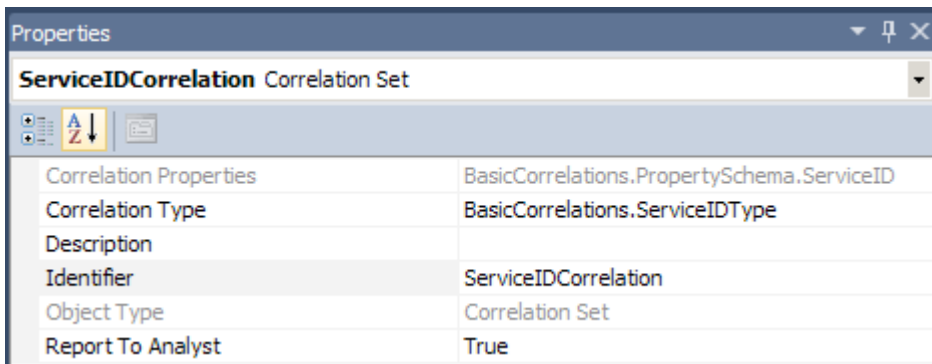 Properties
ServiceIDCorrelation Correlation Set
A
Z
Correlation Properties BasicCorrelations.PropertySchema.ServiceID
Correlation Type BasicCorrelations.ServiceIDType
Description
Identifier ServiceIDCorrelation
Object Type Correlation Set
Report To Analyst True